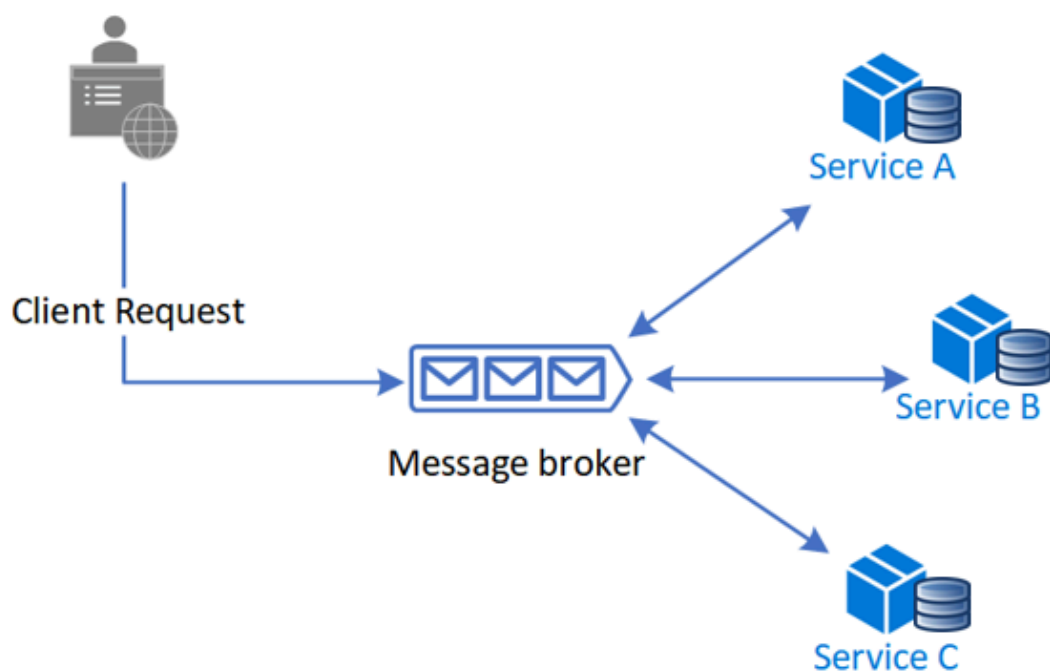 Service A
Client Request
Service B
Message broker
Service C